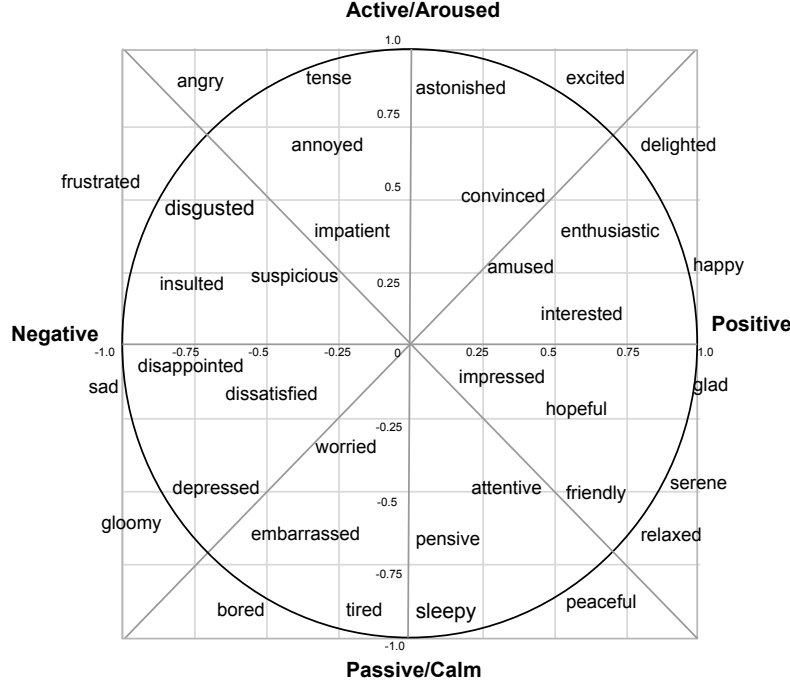 Active/Aroused
1.0
angry
tense
astonished
excited
0.75
annoyed
delighted
frustrated
0.5
disgusted
convinced
impatient
enthusiastic
suspicious
amused
happy
insulted
0.25
interested
Negative
Positive
-1.0 -0.75 -0.5 -0.25 0 0.25 0.5 0.75 1.0
disappointed
impressed
sad
glad
dissatisfied
hopeful
-0.25
worried
depressed
attentive
friendly
serene
-0.5
gloomy
embarrassed
pensive
relaxed
-0.75
bored
tired
sleepy
peaceful
-1.0
Passive/Calm